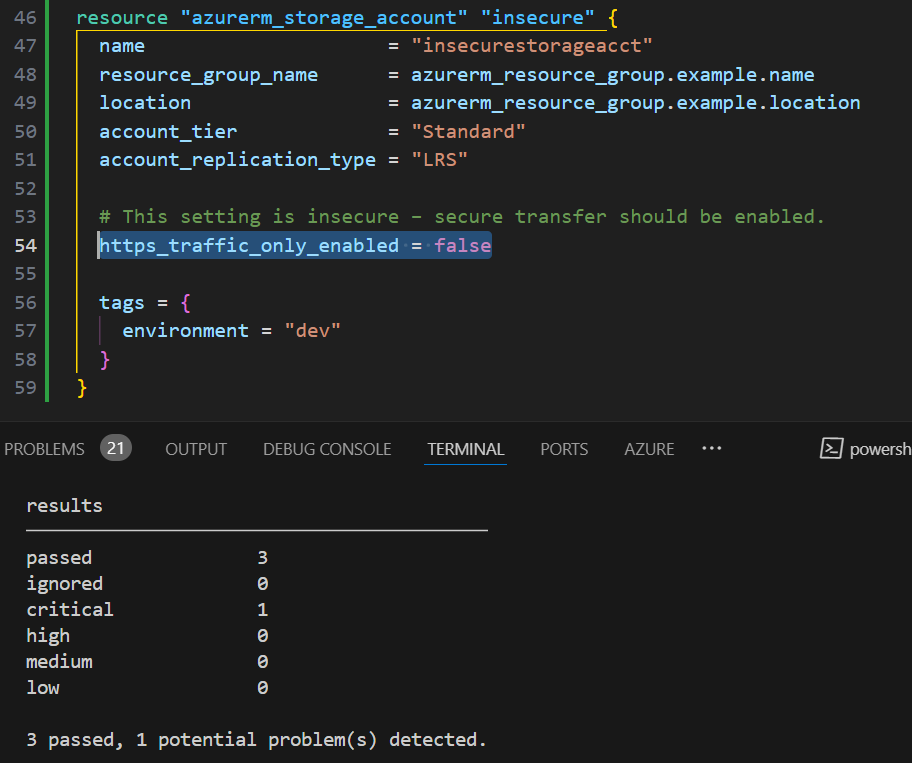 46 resource "azurerm_storage_account" "insecure" {
47 name = "insecurestorageacct"
48 resource_group_name = azurerm_resource_group.example.name
49 location = azurerm_resource_group.example.location
50 account_tier = "Standard"
51 account_replication_type = "LRS"
52
53 # This setting is insecure – secure transfer should be enabled.
54 https_traffic_only_enabled = false
55
56 tags = {
57 environment = "dev"
58 }
59 }
PROBLEMS 21 OUTPUT DEBUG CONSOLE TERMINAL PORTS AZURE ··· powersh
results
passed 3
ignored 0
critical 1
high 0
medium 0
low 0
3 passed, 1 potential problem(s) detected.